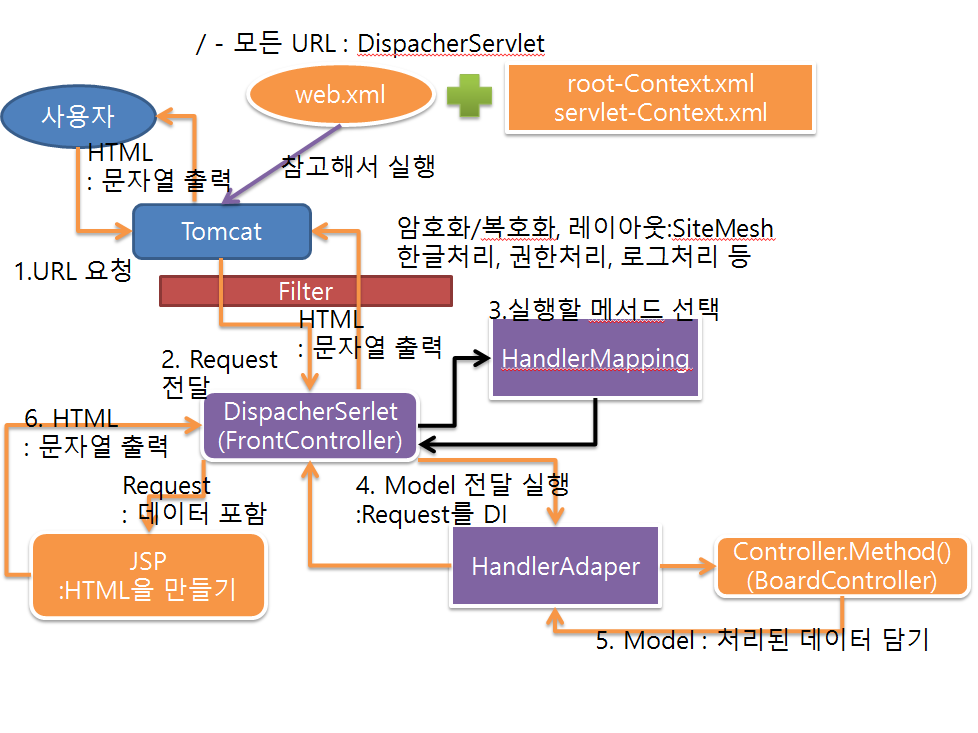 / - 모든 URL : DispacherServlet
web.xml
root-Context.xml
servlet-Context.xml
사용자
HTML
: 문자열 출력
참고해서 실행
Tomcat
암호화/복호화, 레이아웃:SiteMesh
한글처리, 권한처리, 로그처리 등
1.URL 요청
Filter
HTML
: 문자열 출력
3.실행할 메서드 선택
HandlerMapping
2. Request
전달
DispacherSerlet
(FrontController)
6. HTML
: 문자열 출력
Request
: 데이터 포함
4. Model 전달 실행
:Request를 DI
JSP
:HTML을 만들기
HandlerAdaper
Controller.Method()
(BoardController)
5. Model : 처리된 데이터 담기